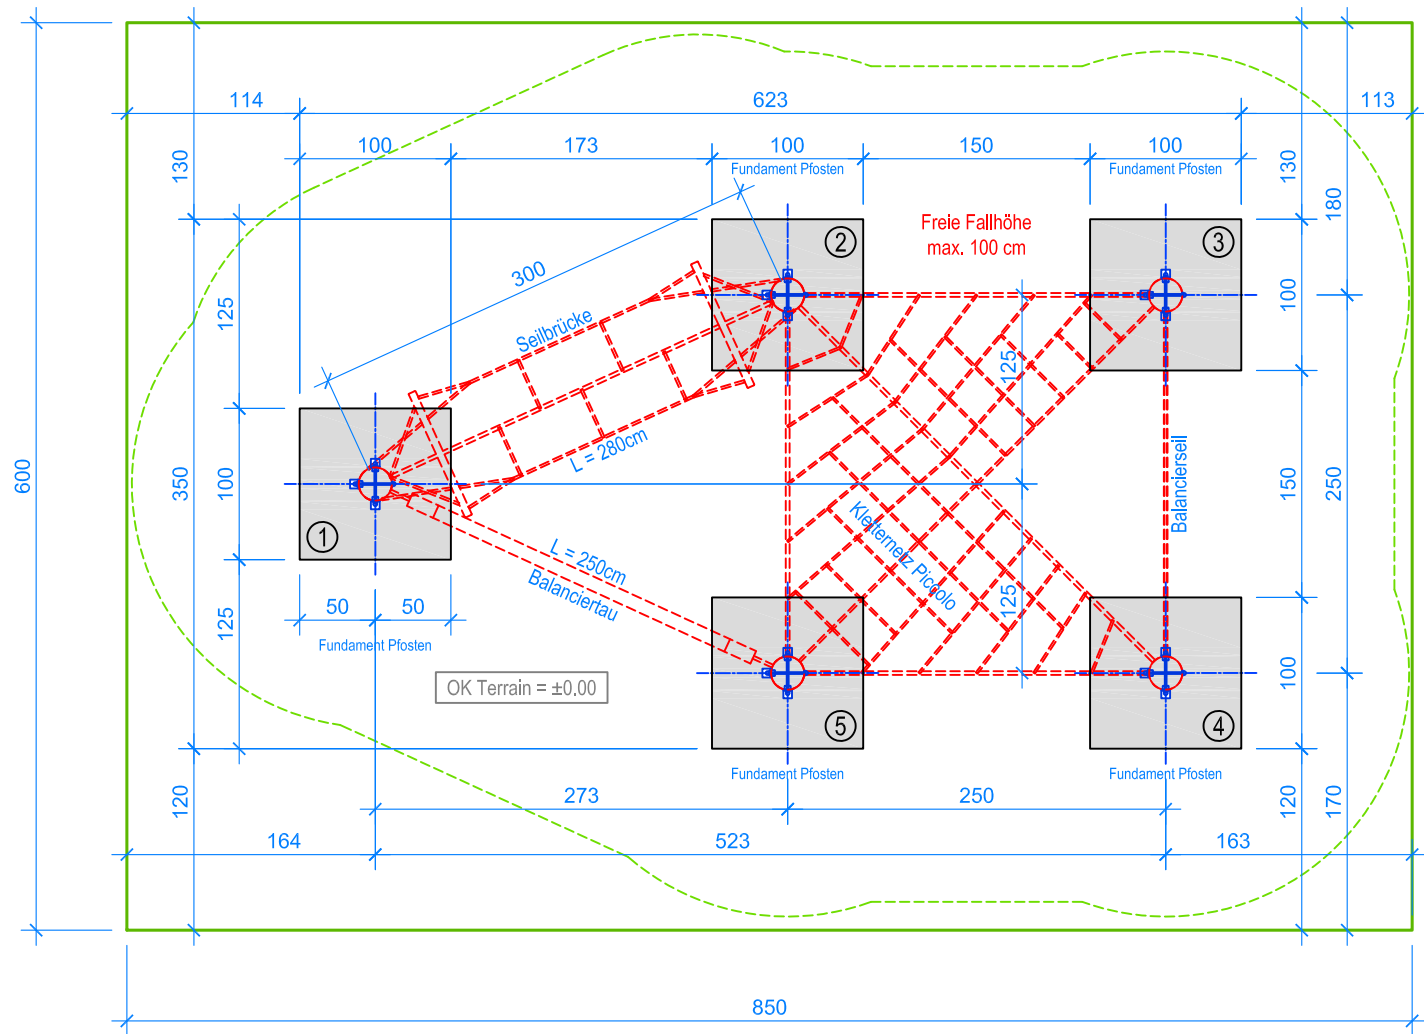 114
623
113
100
173
100
150
100
Fundament Pfosten
Fundament Pfosten
130
130
180
Freie Fallhöhe
max. 100 cm
2
3
300
125
Seilbrücke
100
125
L = 280cm
600
350
100
150
250
Balancierseil
Kletternetz Piccolo
1
L = 250cm
Balanciertau
50
50
125
125
Fundament Pfosten
OK Terrain = ±0,00
100
5
4
Fundament Pfosten
Fundament Pfosten
120
273
250
120
170
164
523
163
850